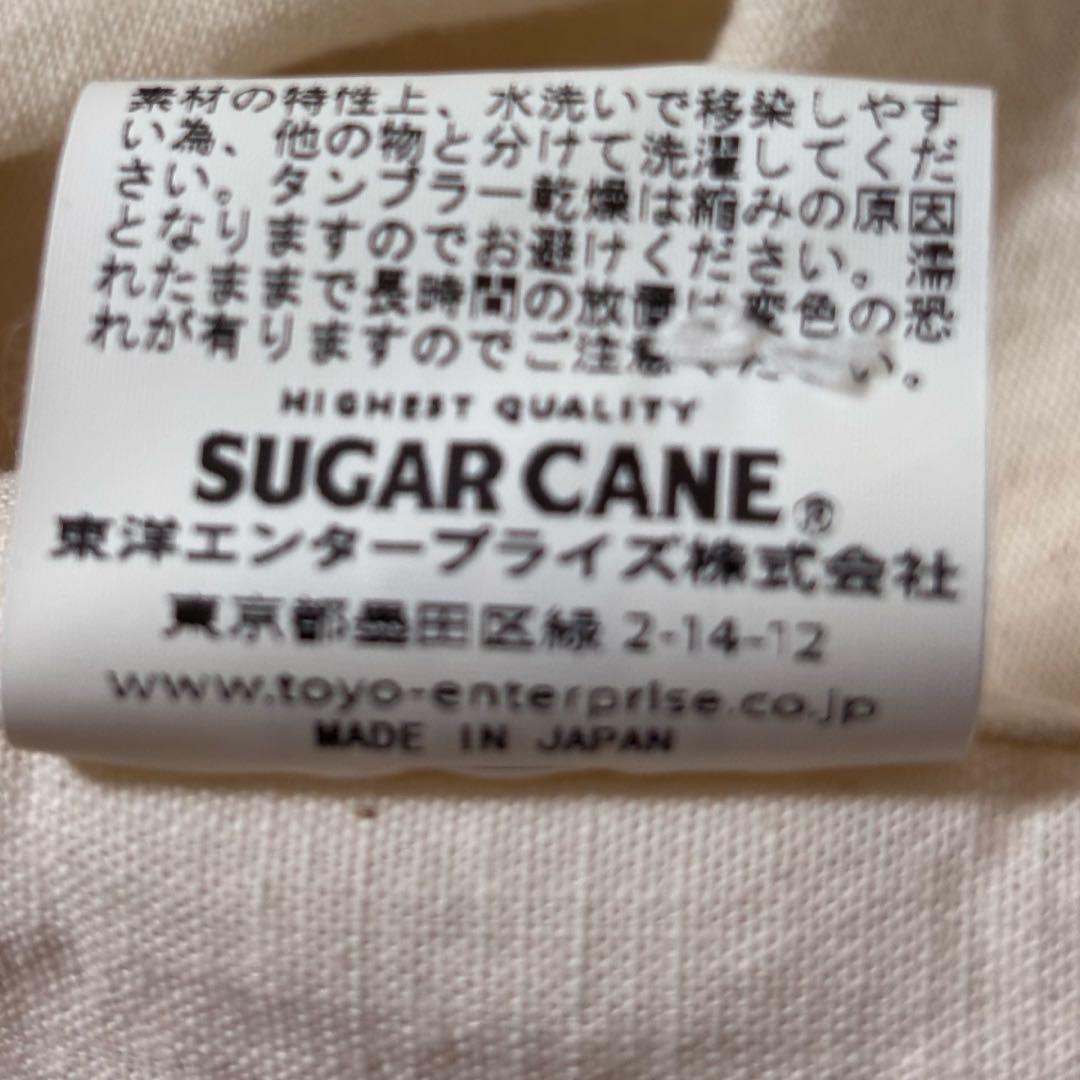 素材の特性上、水洗いで移染しやす
い為、他の物と分けて洗濯してくだ
さい。タンブラー乾燥は縮みの原因
となりますのでお避けください。濡
れたままで長時間の放置は変色の恐
れが有りますのでご注意ください。
HIGHEST QUALITY
SUGAR CANE®
東洋エンタープライズ株式会社
東京都墨田区緑 2-14-12
www.toyo-enterprise.co.jp
MADE IN JAPAN